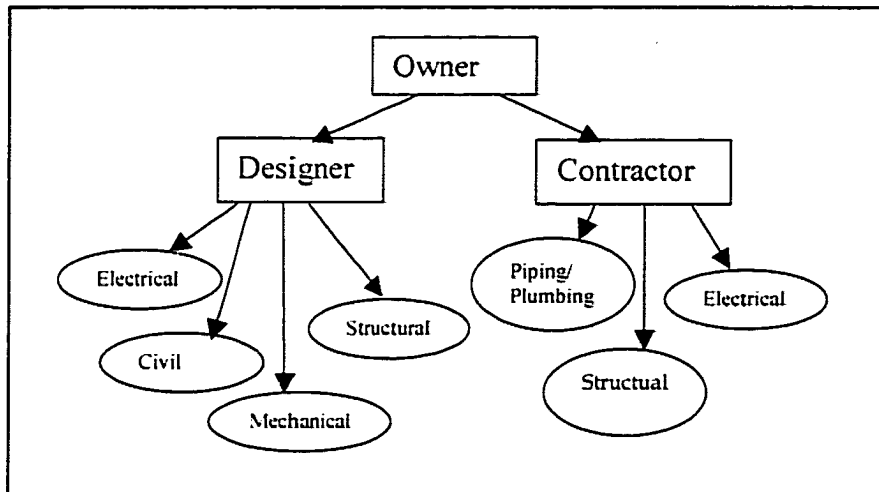 Owner
Designer
Contractor
Electrical
Civil
Mechanical
Structural
Piping/
Plumbing
Structual
Electrical